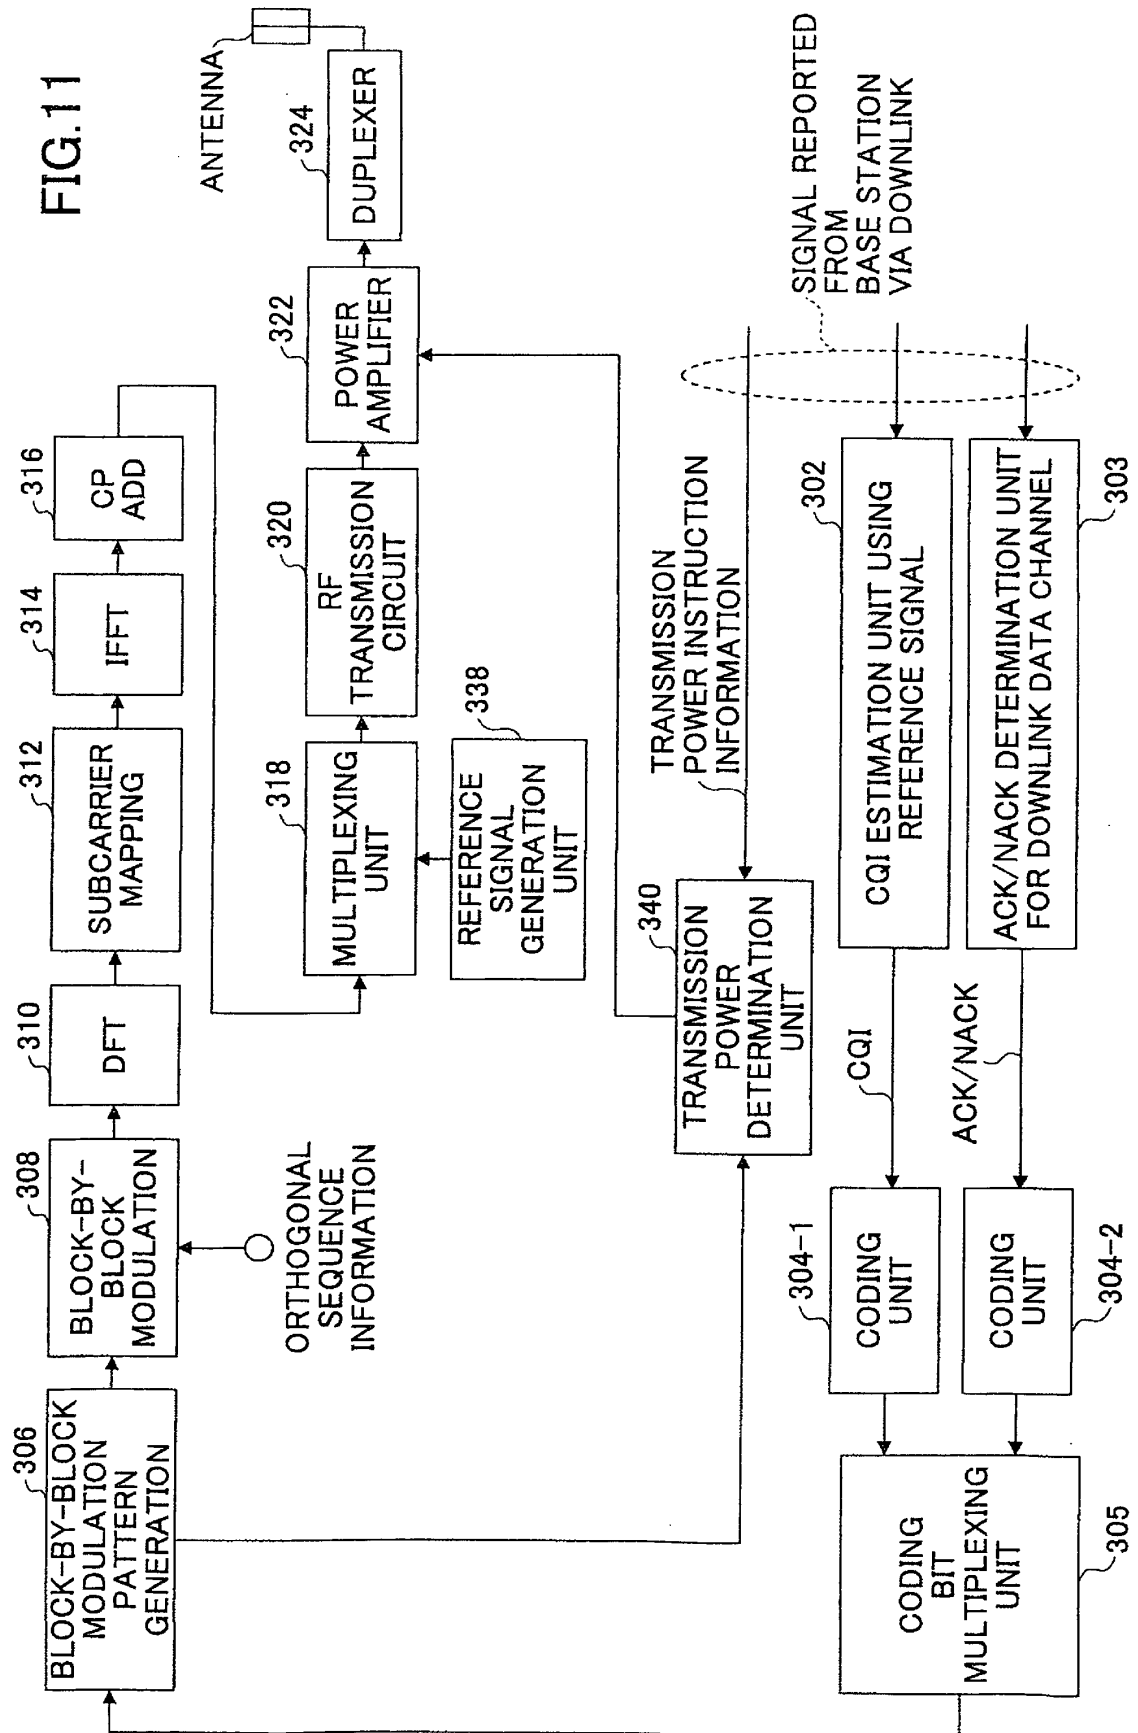 FIG.11
306
BLOCK-BY-BLOCK
MODULATION
PATTERN
GENERATION
308
BLOCK-BY-
BLOCK
MODULATION
ORTHOGONAL
SEQUENCE
INFORMATION
310
DFT
312
SUBCARRIER
MAPPING
314
IFFT
316
CP
ADD
318
MULTIPLEXING
UNIT
338
REFERENCE
SIGNAL
GENERATION
UNIT
320
RF
TRANSMISSION
CIRCUIT
322
POWER
AMPLIFIER
324
DUPLEXER
ANTENNA
340
TRANSMISSION
POWER
DETERMINATION
UNIT
TRANSMISSION
POWER INSTRUCTION
INFORMATION
SIGNAL REPORTED
FROM
BASE STATION
VIA DOWNLINK
302
CQI ESTIMATION UNIT USING
REFERENCE SIGNAL
ACK/NACK DETERMINATION UNIT
FOR DOWNLINK DATA CHANNEL
303
CQI
ACK/NACK
304-1
CODING
UNIT
CODING
UNIT
304-2
CODING
BIT
MULTIPLEXING
UNIT
305